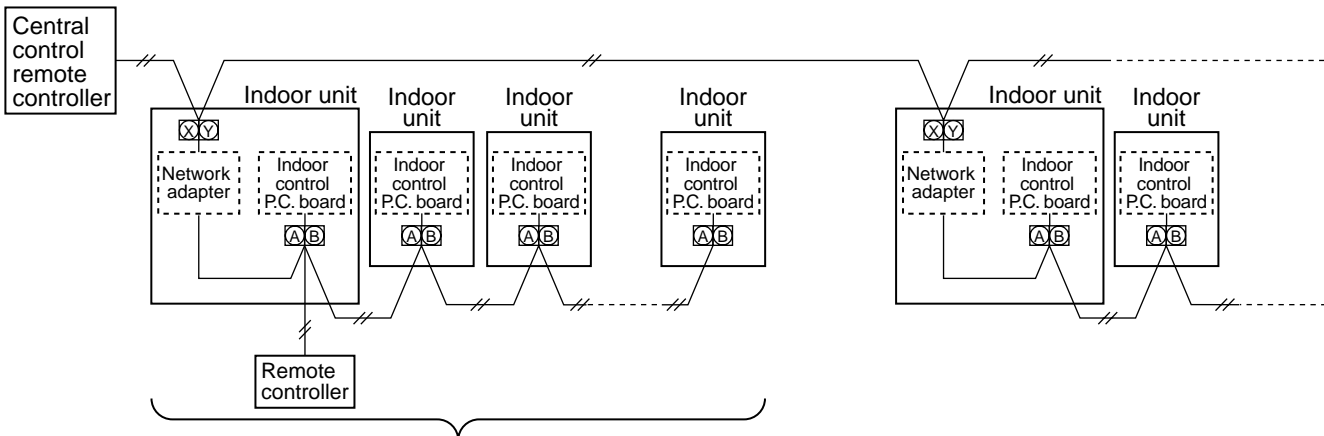 Central
control
remote
controller
Indoor unit
Indoor
unit
Indoor
unit
Indoor
unit
Indoor unit
Indoor
unit
X Y
X Y
Network
adapter
Indoor
control
P.C. board
Indoor
control
P.C. board
Indoor
control
P.C. board
Indoor
control
P.C. board
Network
adapter
Indoor
control
P.C. board
Indoor
control
P.C. board
A B
A B
A B
A B
A B
A B
Remote
controller